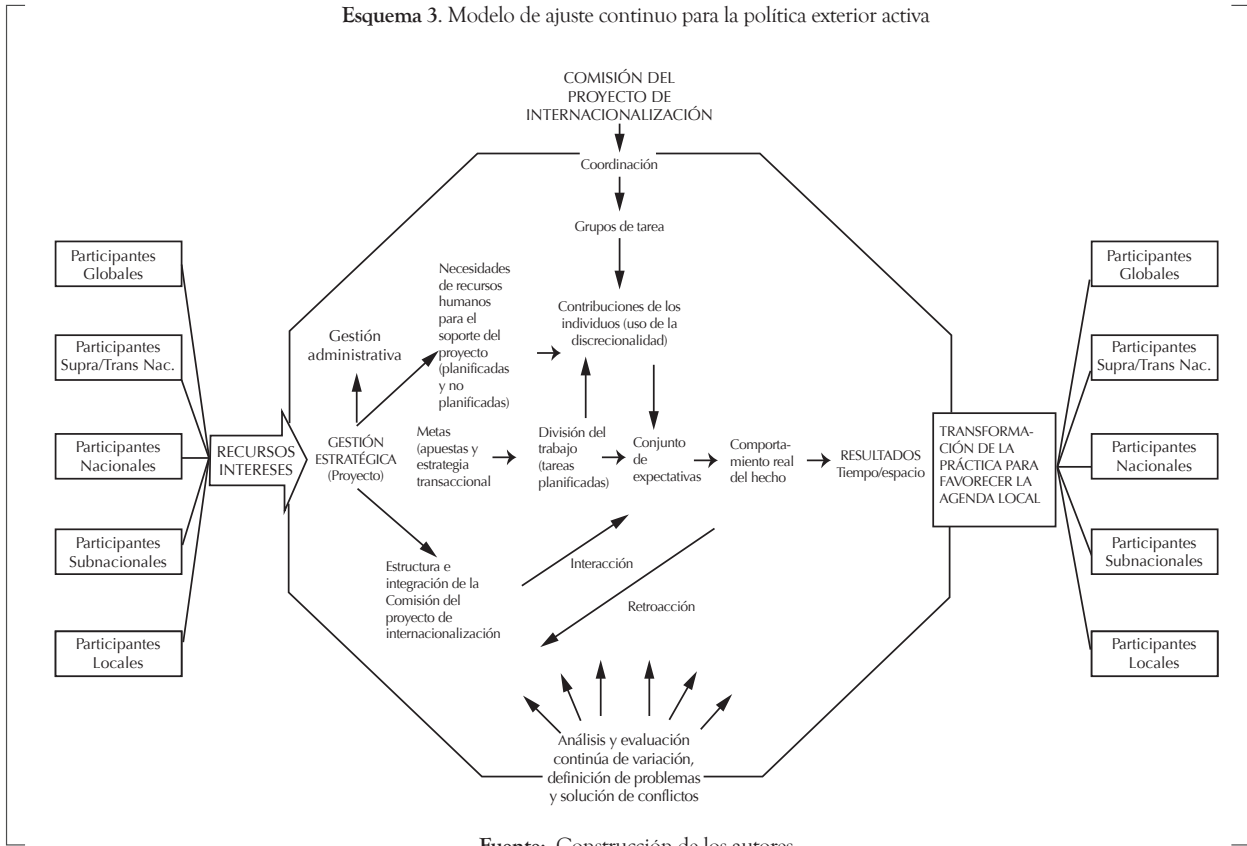 Esquema 3. Modelo de ajuste continuo para la política exterior activa
COMISIÓN DEL
PROYECTO DE
INTERNACIONALIZACIÓN
Coordinación
Grupos de tarea
Contribuciones de los
individuos (uso de la
discrecionalidad)
Participantes
Globales
Participantes
Supra/Trans Nac.
Participantes
Nacionales
Participantes
Subnacionales
Participantes
Locales
RECURSOS
INTERESES
Gestión
administrativa
GESTIÓN
ESTRATÉGICA
(Proyecto)
Necesidades
de recursos
humanos
para el
soporte del
proyecto
(planificadas
y no
planificadas)
Metas
(apuestas y
estrategia
transaccional
División del
trabajo
(tareas
planificadas)
Conjunto
de
expectativas
Comporta-
miento real
del hecho
RESULTADOS
Tiempo/espacio
Estructura e
integración de la
Comisión del
proyecto de
internacionalización
Interacción
Retroacción
Análisis y evaluación
continúa de variación,
definición de problemas
y solución de conflictos
TRANSFORMA-
CIÓN DE LA
PRÁCTICA PARA
FAVORECER LA
AGENDA LOCAL
Participantes
Globales
Participantes
Supra/Trans Nac.
Participantes
Nacionales
Participantes
Subnacionales
Participantes
Locales
Fuente: Construcción de los autores